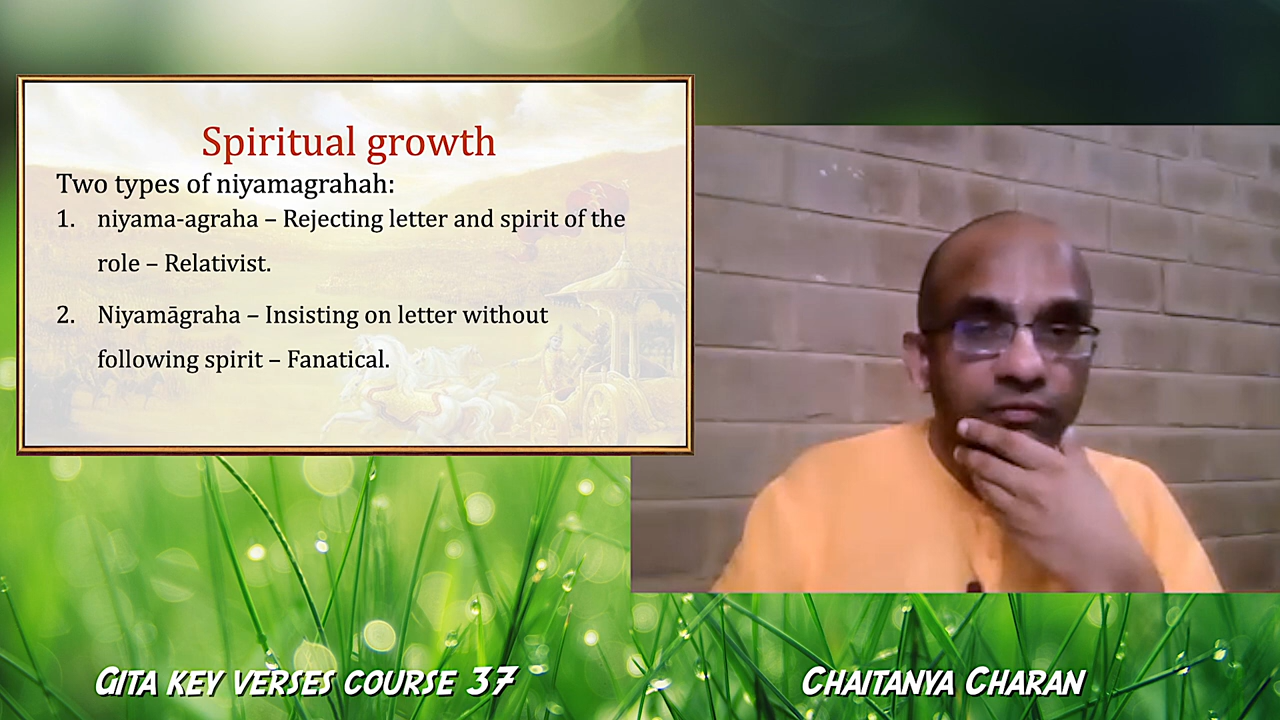 Spiritual growth
Two types of niyamagrahah:
1. niyama-agraha – Rejecting letter and spirit of the
role – Relativist.
2. Niyamāgraha – Insisting on letter without
following spirit – Fanatical.
GITA KEY VERSES COURSE 37
CHAITANYA CHARAN